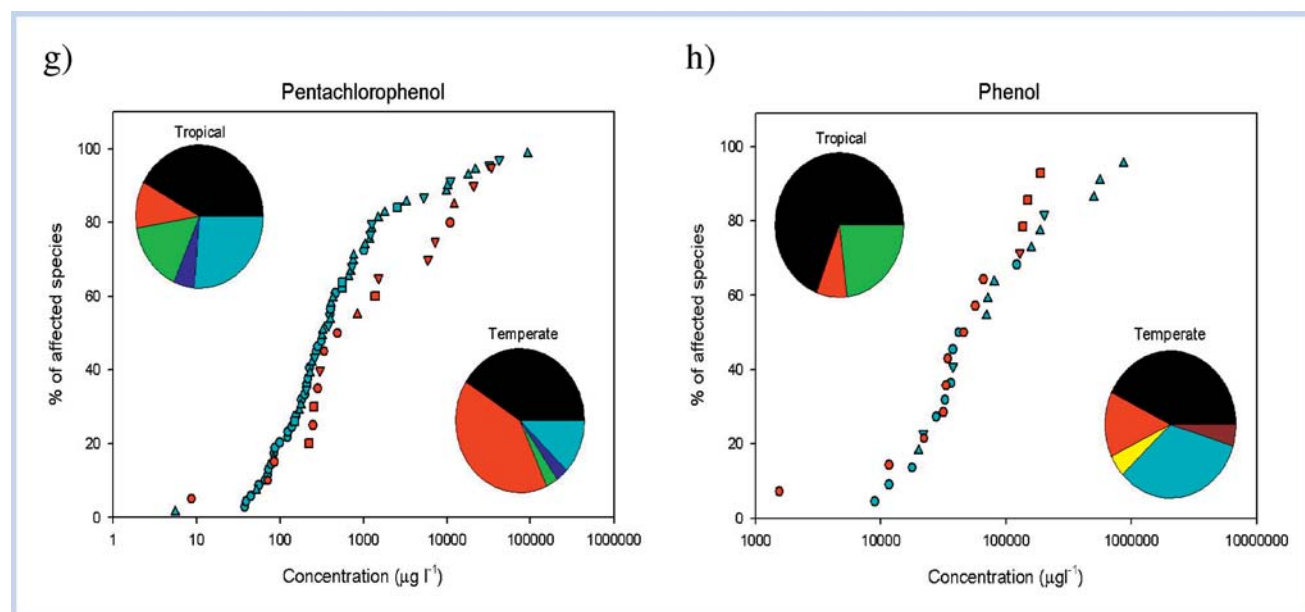 g)
Pentachlorophenol
Tropical
Temperate
100
80
60
40
20
0
% of affected species
1 10 100 1000 10000 100000 1000000
Concentration (µg l⁻¹)
h)
Phenol
Tropical
Temperate
100
80
60
40
20
0
% of affected species
1000 10000 100000 1000000 10000000
Concentration (µgl⁻¹)